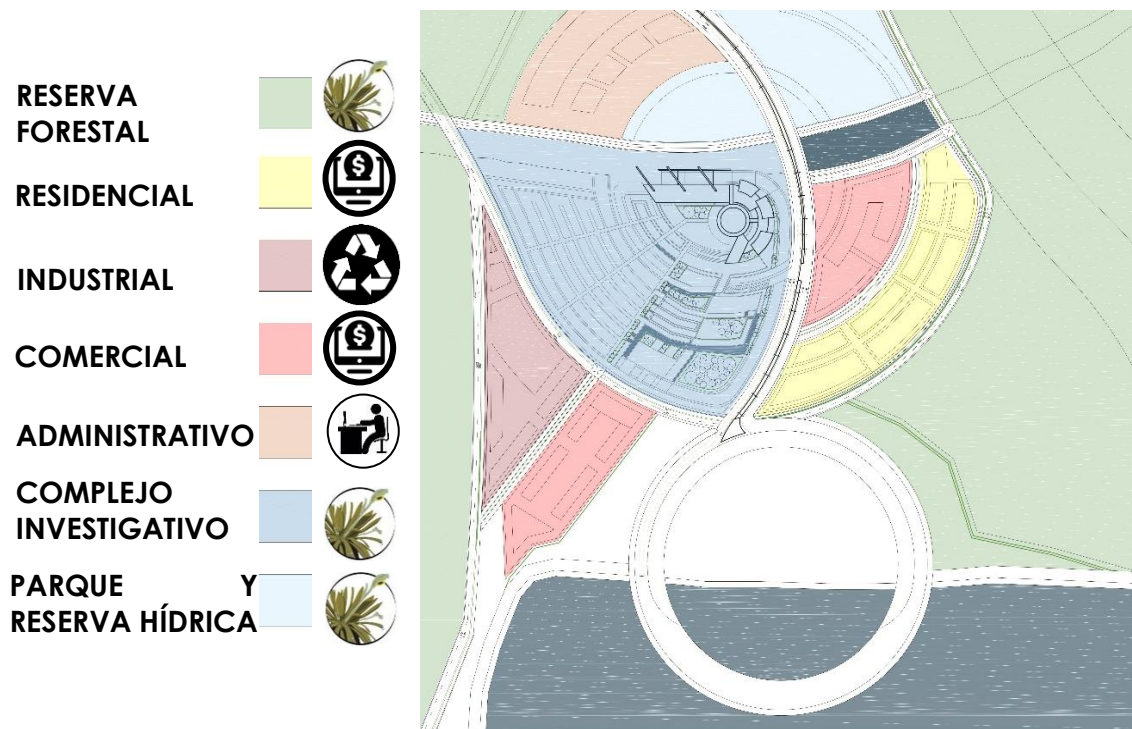 RESERVA
FORESTAL
RESIDENCIAL
$
INDUSTRIAL
COMERCIAL
$
ADMINISTRATIVO
COMPLEJO
INVESTIGATIVO
PARQUE Y
RESERVA HÍDRICA